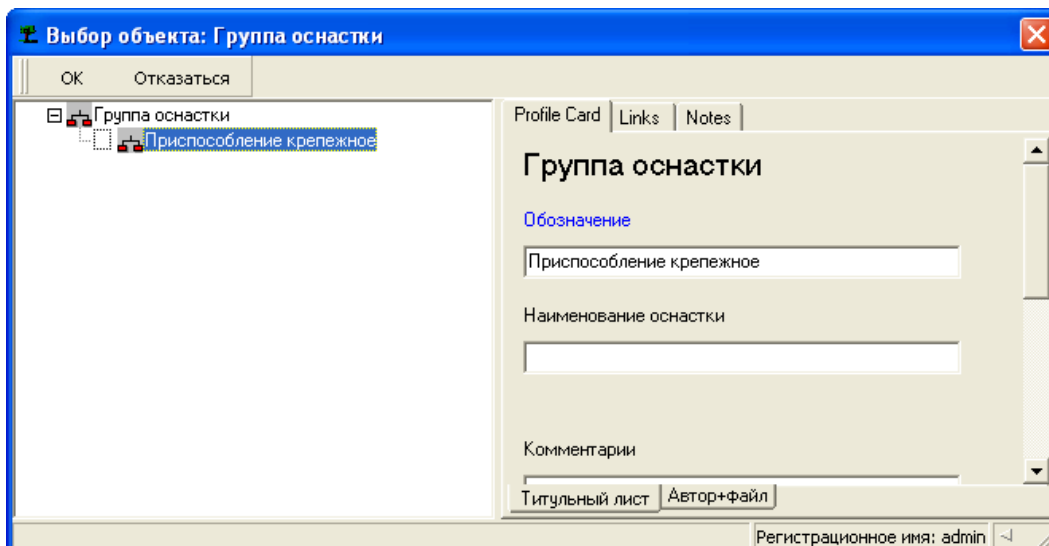 Выбор объекта: Группа оснастки
ОК Отказаться
Группа оснастки
Приспособление крепежное
Profile Card Links Notes
Группа оснастки
Обозначение
Приспособление крепежное
Наименование оснастки
Комментарии
Титульный лист Автор+файл
Регистрационное имя: admin